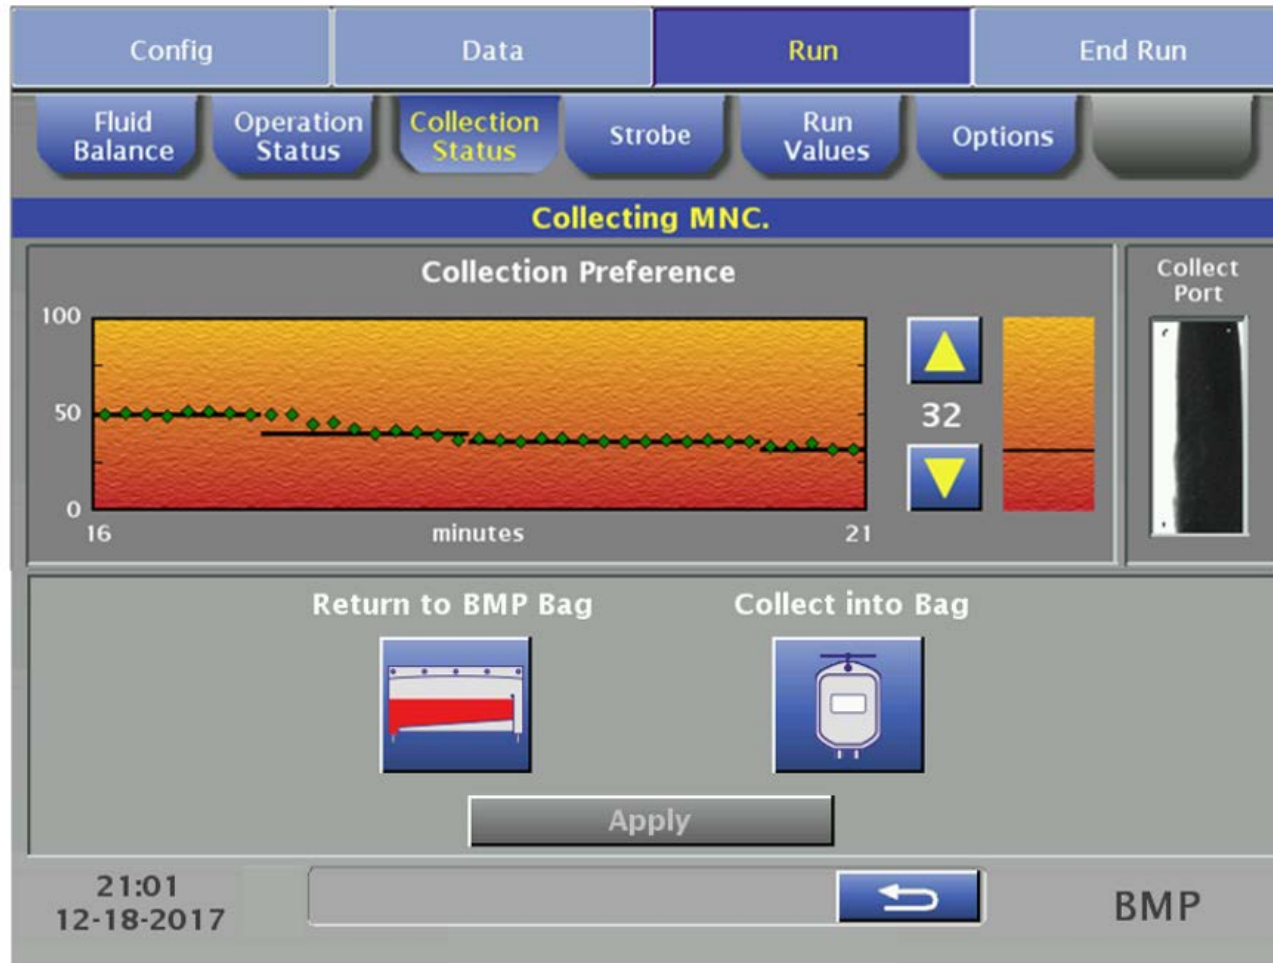 Config
Data
Run
End Run
Fluid
Balance
Operation
Status
Collection
Status
Strobe
Run
Values
Options
Collecting MNC.
Collection Preference
100
50
0
16
minutes
21
32
Collect
Port
Return to BMP Bag
Collect into Bag
Apply
21:01
12-18-2017
BMP